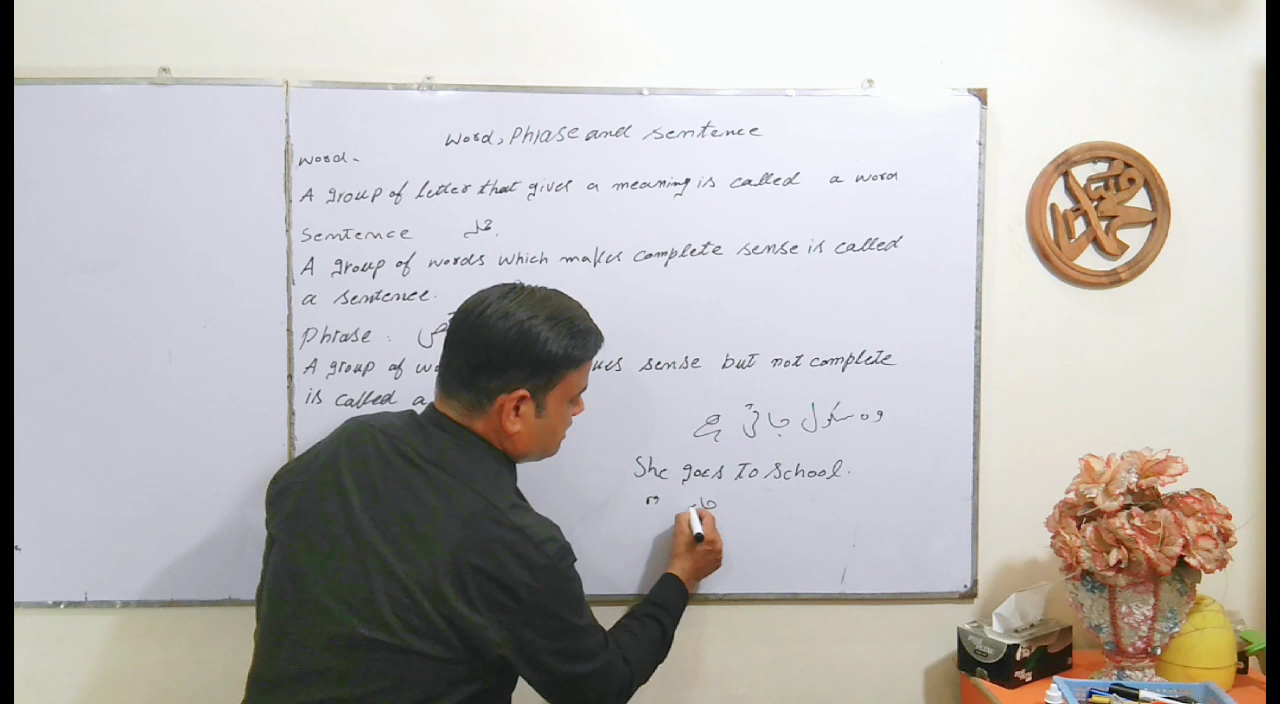 Word, Phrase and Sentence
Word -
A group of letter that gives a meaning is called a word
Sentence
A group of words which makes complete sense is called
a sentence.
Phrase :
A group of sense but not complete
is called a
وہ سکول جاتی ہے
She goes to school.
وہ
محمد